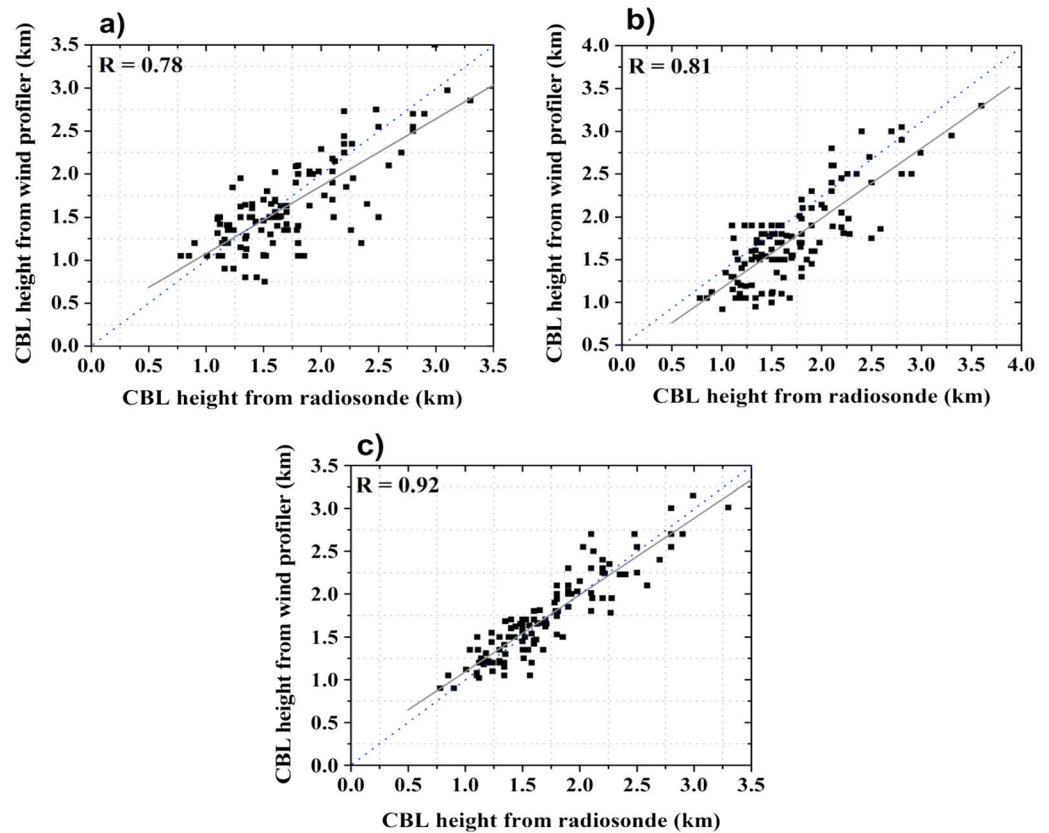 a)
R = 0.78
3.5
3.0
2.5
2.0
1.5
1.0
0.5
0.0
CBL height from wind profiler (km)
0.0 0.5 1.0 1.5 2.0 2.5 3.0 3.5
CBL height from radiosonde (km)
b)
R = 0.81
4.0
3.5
3.0
2.5
2.0
1.5
1.0
0.5
CBL height from wind profiler (km)
0.0 0.5 1.0 1.5 2.0 2.5 3.0 3.5 4.0
CBL height from radiosonde (km)
c)
R = 0.92
3.5
3.0
2.5
2.0
1.5
1.0
0.5
0.0
CBL height from wind profiler (km)
0.0 0.5 1.0 1.5 2.0 2.5 3.0 3.5
CBL height from radiosonde (km)